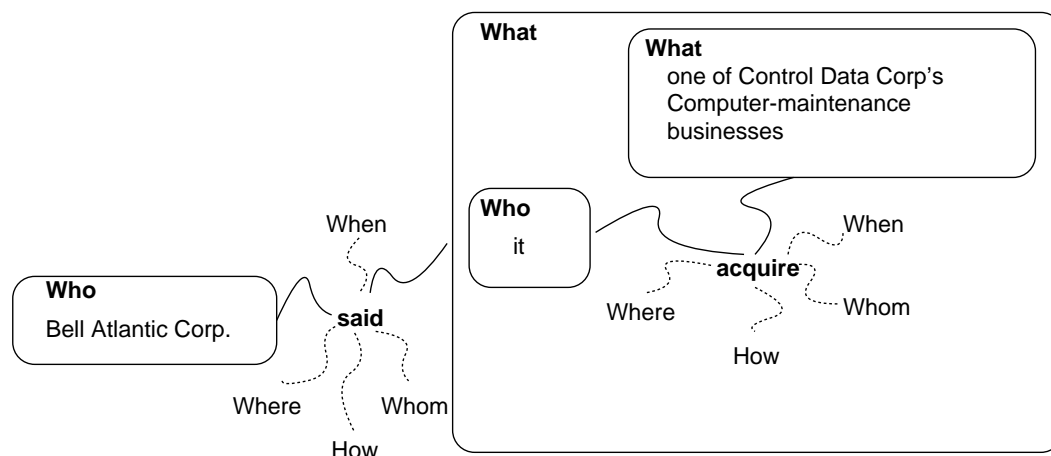 What
What
one of Control Data Corp’s
Computer-maintenance
businesses
Who
it
When
When
acquire
Who
Bell Atlantic Corp.
said
Where
Whom
How
Where
Whom
How